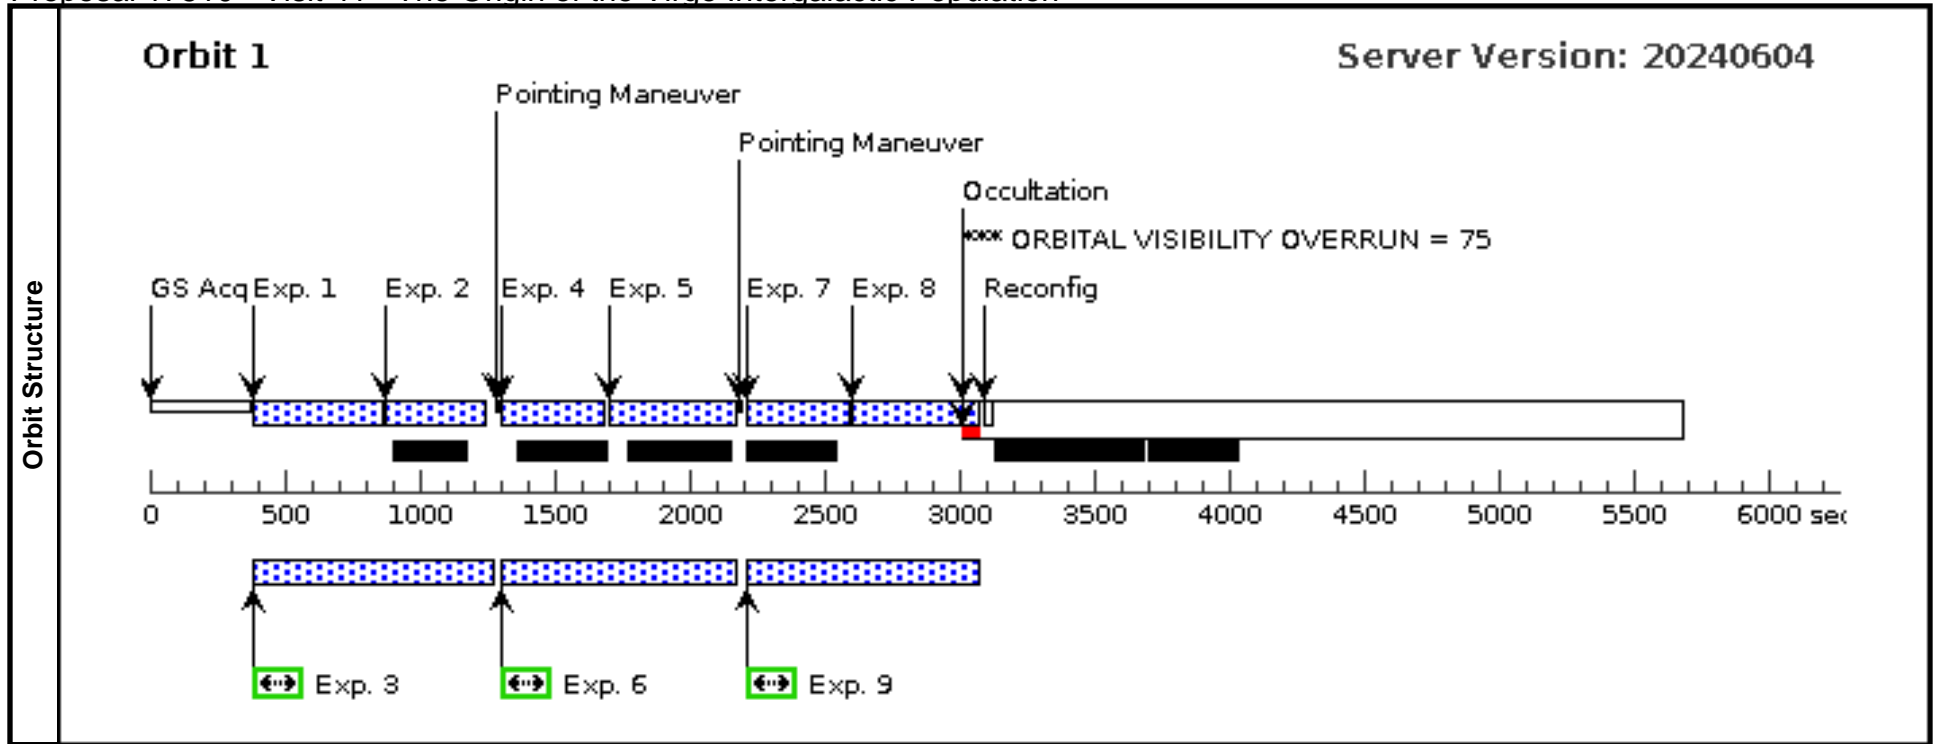 Orbit 1
Server Version: 20240604
Pointing Maneuver
Pointing Maneuver
Occultation
**** ORBITAL VISIBILITY OVERRUN = 75
GS Acq Exp. 1 Exp. 2 Exp. 4 Exp. 5 Exp. 7 Exp. 8 Reconfig
Orbit Structure
0 500 1000 1500 2000 2500 3000 3500 4000 4500 5000 5500 6000 sec
Exp. 3 Exp. 6 Exp. 9